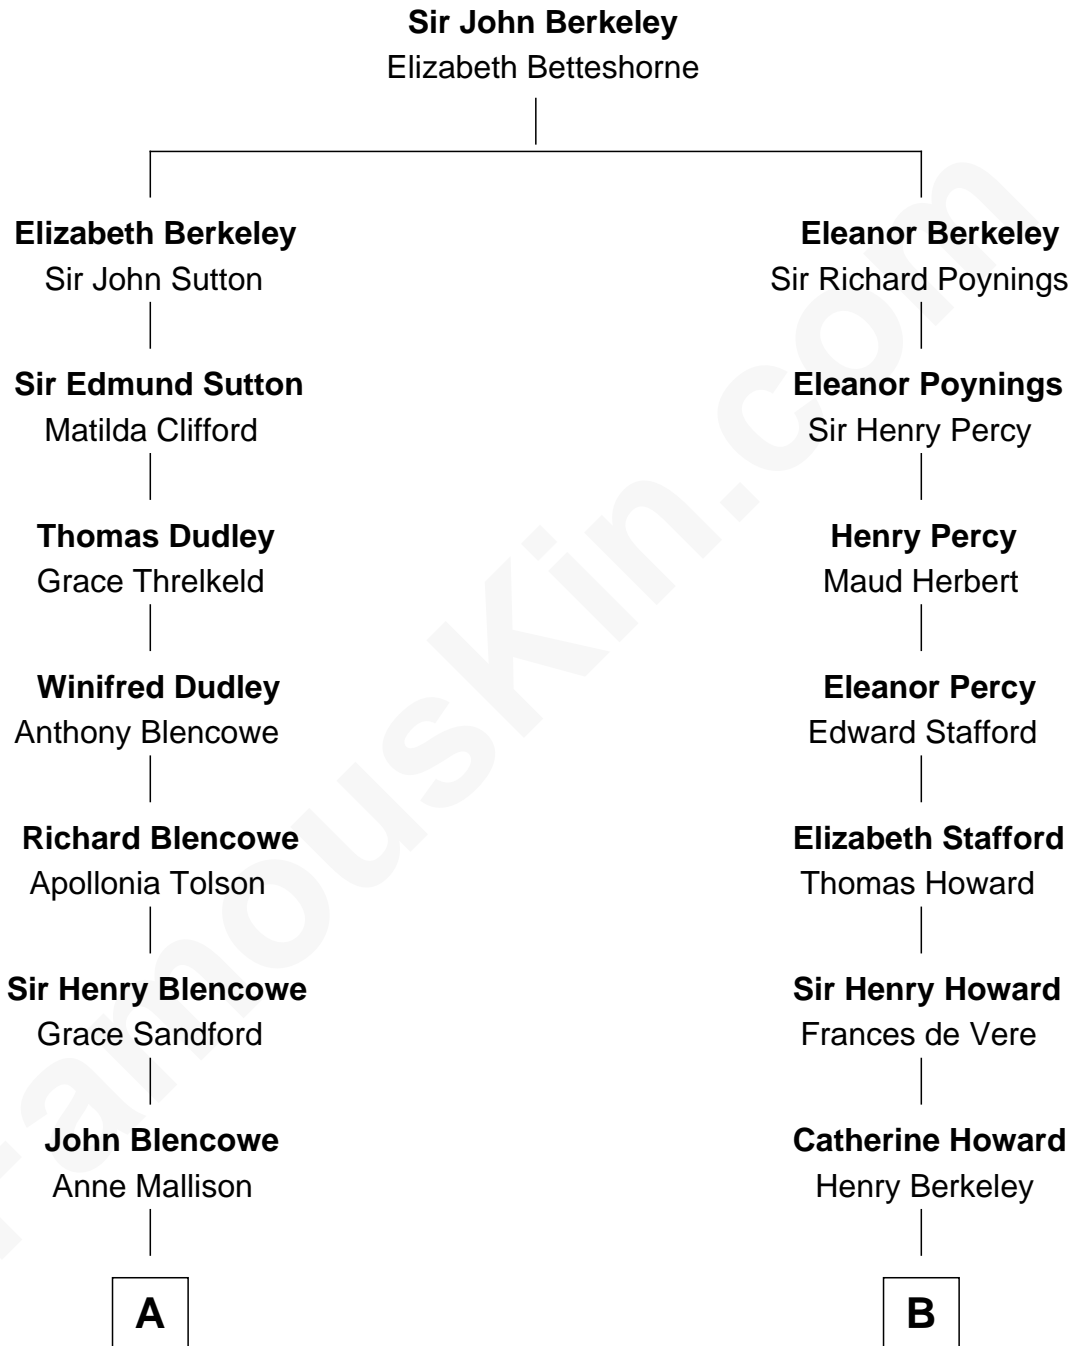 Sir John Berkeley
Elizabeth Betteshorne
Elizabeth Berkeley
Sir John Sutton
Eleanor Berkeley
Sir Richard Poynings
Sir Edmund Sutton
Matilda Clifford
Eleanor Poynings
Sir Henry Percy
Thomas Dudley
Grace Threlkeld
Henry Percy
Maud Herbert
Winifred Dudley
Anthony Blencowe
Eleanor Percy
Edward Stafford
Richard Blencowe
Apollonia Tolson
Elizabeth Stafford
Thomas Howard
Sir Henry Blencowe
Grace Sandford
Sir Henry Howard
Frances de Vere
John Blencowe
Anne Mallison
Catherine Howard
Henry Berkeley
A
B
FamousKin.com